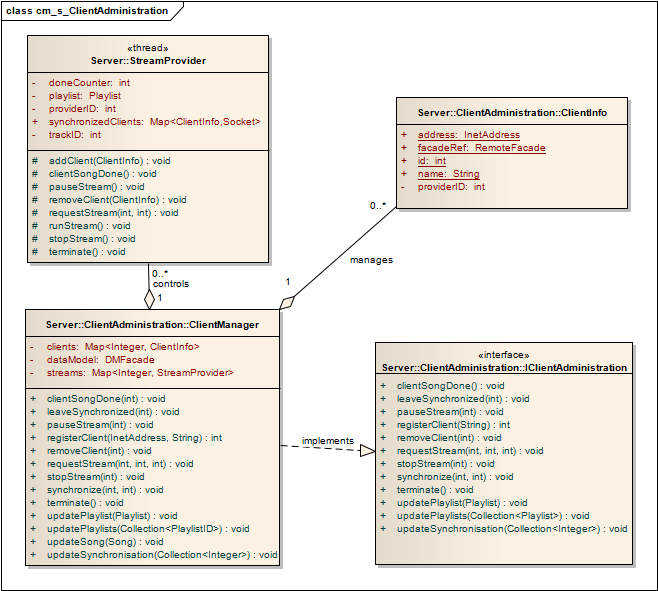 class cm_s_ClientAdministration
«thread»
Server::StreamProvider
- doneCounter: int
- playlist: Playlist
- providerID: int
+ synchronizedClients: Map<ClientInfo,Socket>
- trackID: int
# addClient(ClientInfo) : void
# clientSongDone() : void
# pauseStream() : void
# removeClient(ClientInfo) : void
# requestStream(int, int) : void
# runStream() : void
# stopStream() : void
# terminate() : void
Server::ClientAdministration::ClientInfo
+ address: InetAddress
+ facadeRef: RemoteFacade
+ id: int
+ name: String
- providerID: int
0..*
manages
1
0..*
controls
1
Server::ClientAdministration::ClientManager
- clients: Map<Integer, ClientInfo>
- dataModel: DMFacade
- streams: Map<Integer, StreamProvider>
+ clientSongDone(int) : void
+ leaveSynchronized(int) : void
+ pauseStream(int) : void
+ registerClient(InetAddress, String) : int
+ removeClient(int) : void
+ requestStream(int, int, int) : void
+ stopStream(int) : void
+ synchronize(int, int) : void
+ terminate() : void
+ updatePlaylist(Playlist) : void
+ updatePlaylists(Collection<PlaylistID>) : void
+ updateSong(Song) : void
+ updateSynchronisation(Collection<Integer>) : void
implements
«interface»
Server::ClientAdministration::IClientAdministration
+ clientSongDone() : void
+ leaveSynchronized(int) : void
+ pauseStream(int) : void
+ registerClient(String) : int
+ removeClient(int) : void
+ requestStream(int, int, int) : void
+ stopStream(int) : void
+ synchronize(int, int) : void
+ terminate() : void
+ updatePlaylist(Playlist) : void
+ updatePlaylists(Collection<Playlist>) : void
+ updateSynchronisation(Collection<Integer>) : void